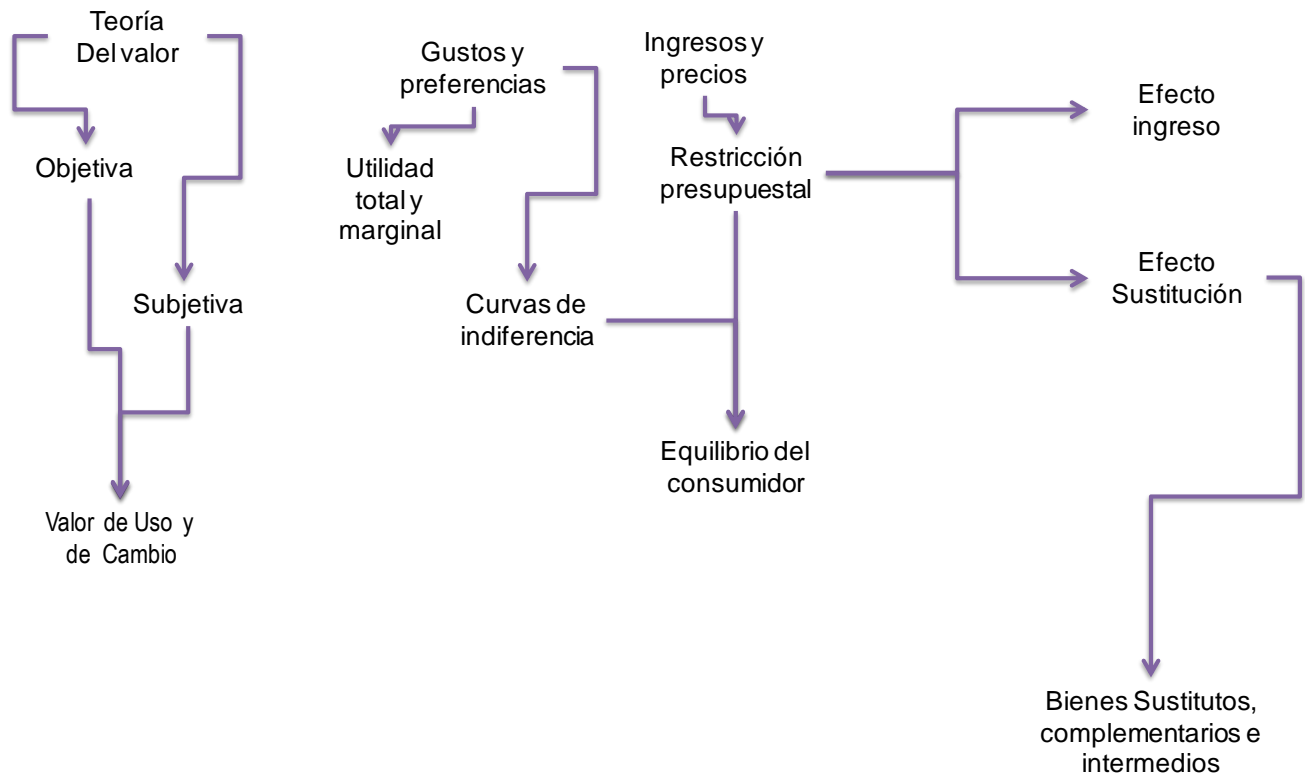 Teoría
Del valor
Objetiva
Subjetiva
Valor de Uso y
de Cambio
Gustos y
preferencias
Utilidad
total y
marginal
Curvas de
indiferencia
Ingresos y
precios
Restricción
presupuestal
Equilibrio del
consumidor
Efecto
ingreso
Efecto
Sustitución
Bienes Sustitutos,
complementarios e
intermedios